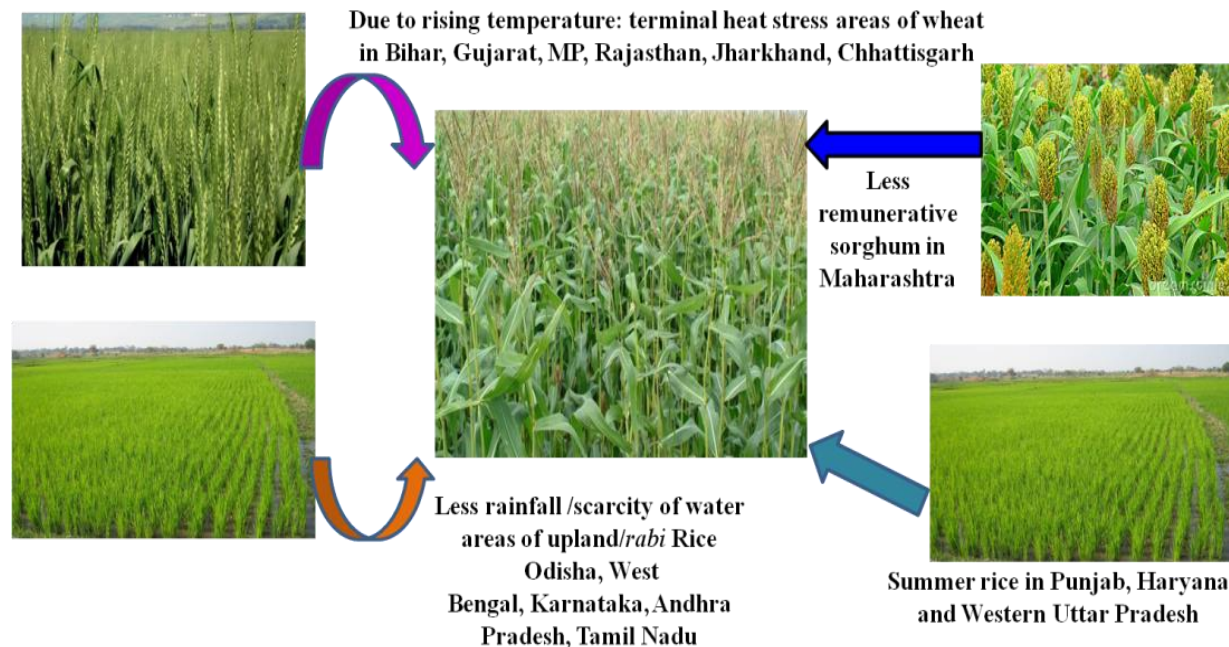 Due to rising temperature: terminal heat stress areas of wheat
in Bihar, Gujarat, MP, Rajasthan, Jharkhand, Chhattisgarh
Less
remunerative
sorghum in
Maharashtra
Less rainfall /scarcity of water
areas of upland/rabi Rice
Odisha, West
Bengal, Karnataka, Andhra
Pradesh, Tamil Nadu
Summer rice in Punjab, Haryana
and Western Uttar Pradesh